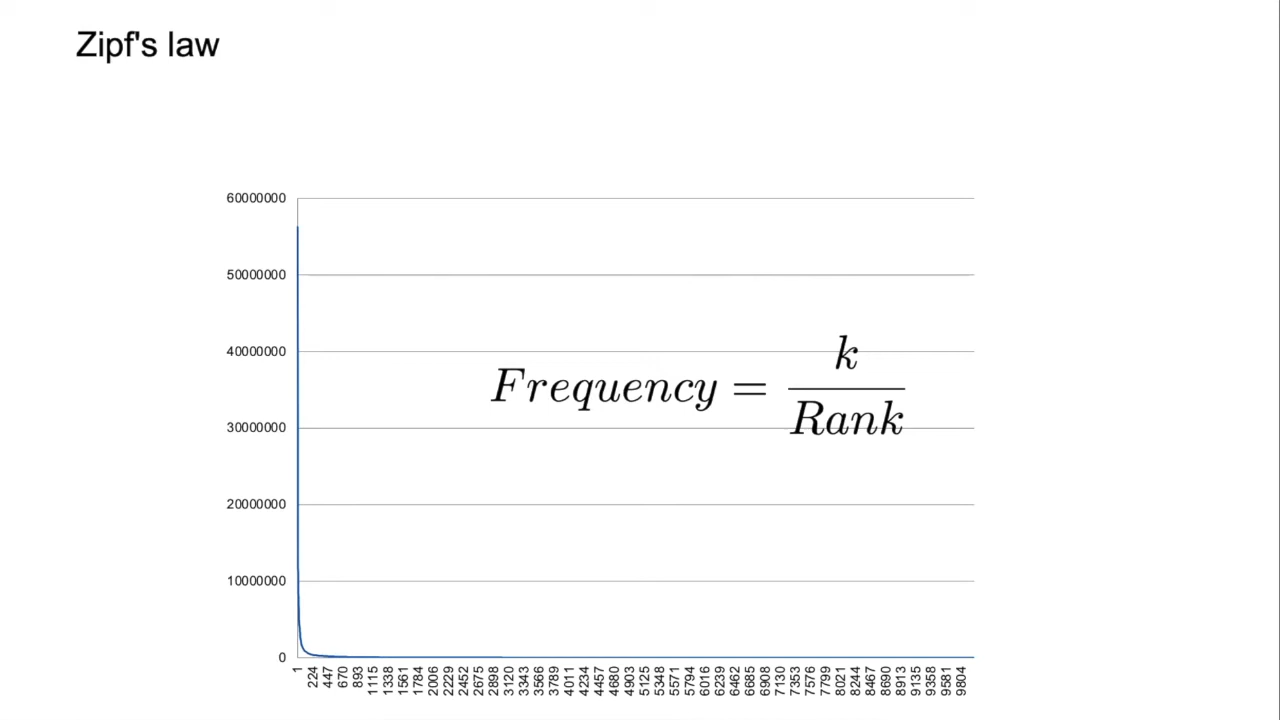 Zipf's law
60000000
50000000
40000000
30000000
20000000
10000000
0
Frequency = k / Rank
1 224 447 670 893 1115 1338 1561 1784 2006 2229 2452 2675 2898 3120 3343 3566 3789 4011 4234 4457 4680 4903 5125 5348 5571 5794 6016 6239 6462 6685 6908 7130 7353 7576 7799 8021 8244 8467 8690 8913 9135 9358 9581 9804